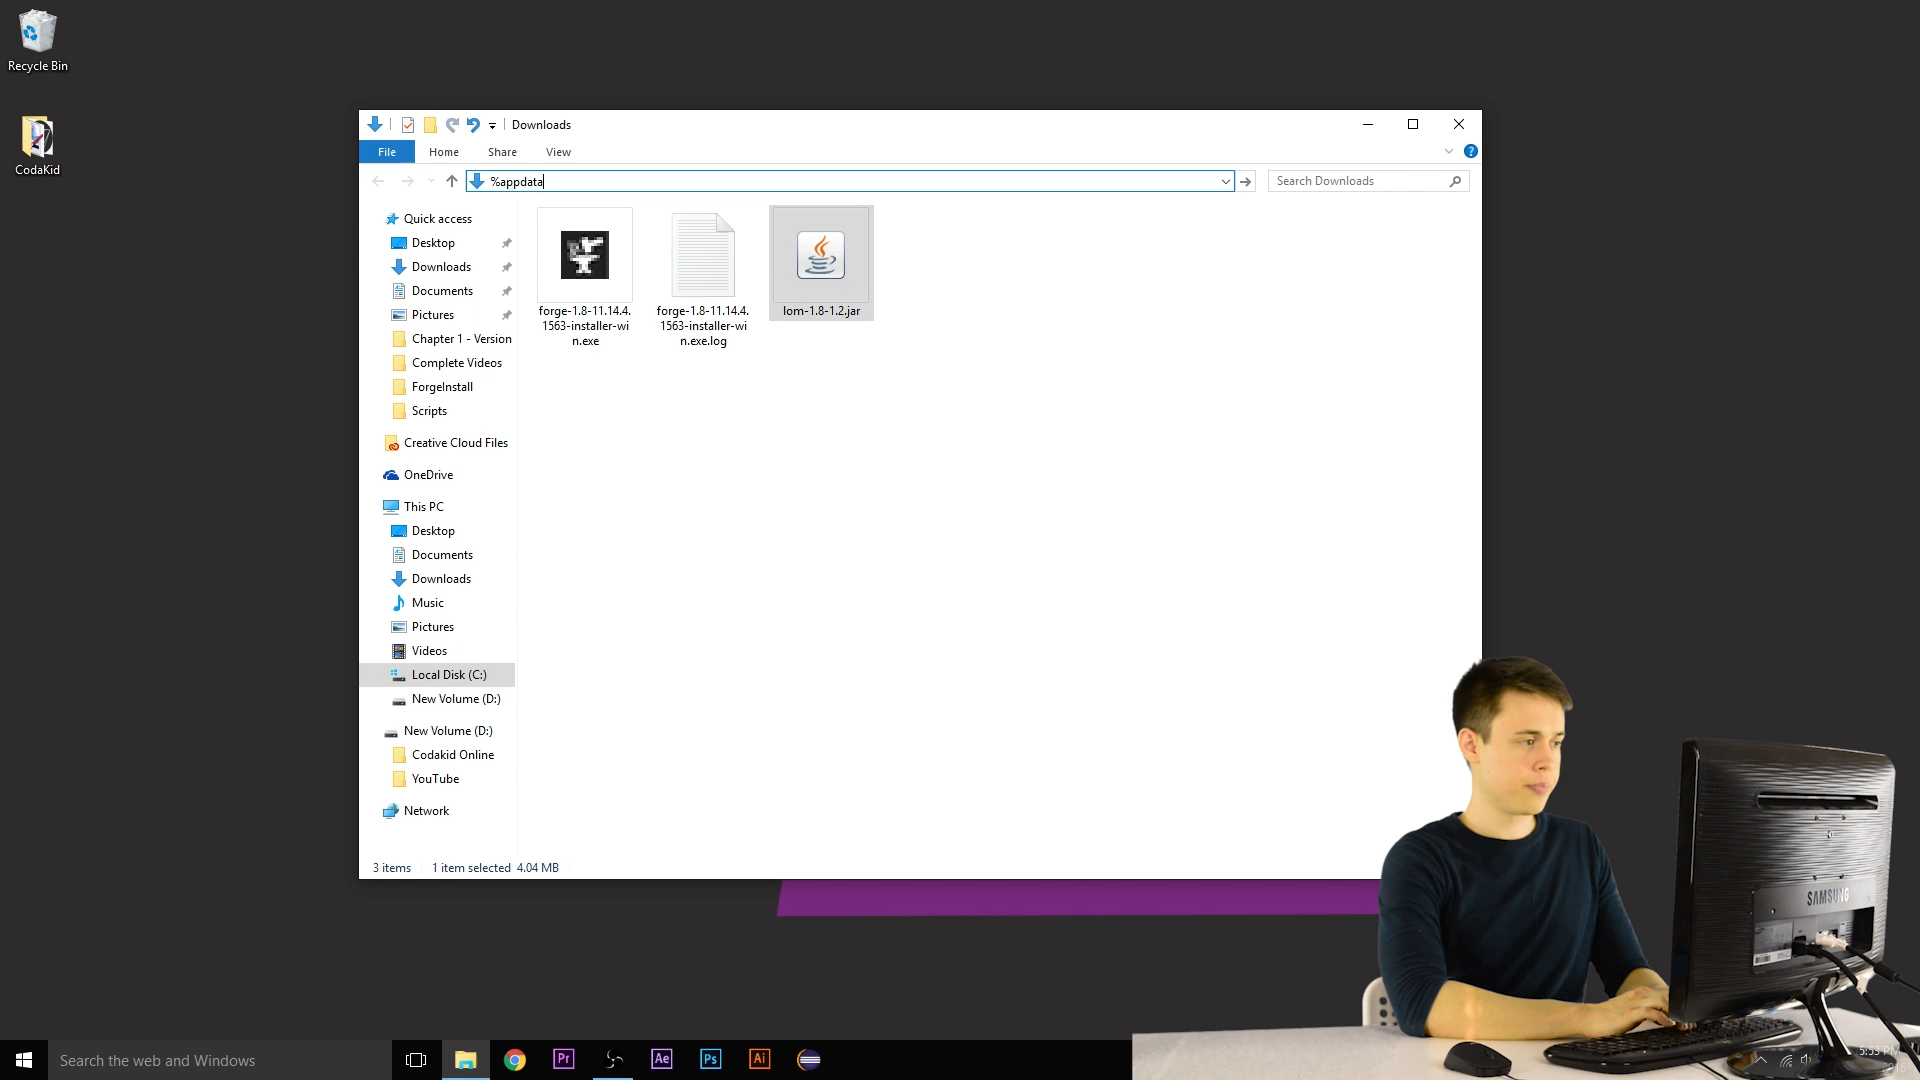 Recycle Bin
CodaKid
Downloads
File
Home
Share
View
%appdata
Search Downloads
Quick access
Desktop
Downloads
Documents
Pictures
Chapter 1 - Version
Complete Videos
ForgeInstall
Scripts
Creative Cloud Files
OneDrive
This PC
Desktop
Documents
Downloads
Music
Pictures
Videos
Local Disk (C:)
New Volume (D:)
New Volume (D:)
Codakid Online
YouTube
Network
forge-1.8-11.14.4.
1563-installer-wi
n.exe
forge-1.8-11.14.4.
1563-installer-wi
n.exe.log
lom-1.8-1.2.jar
3 items
1 item selected 4.04 MB
SAMSUNG
Search the web and Windows
Pr
Ae
Ps
Ai
5:53 PM